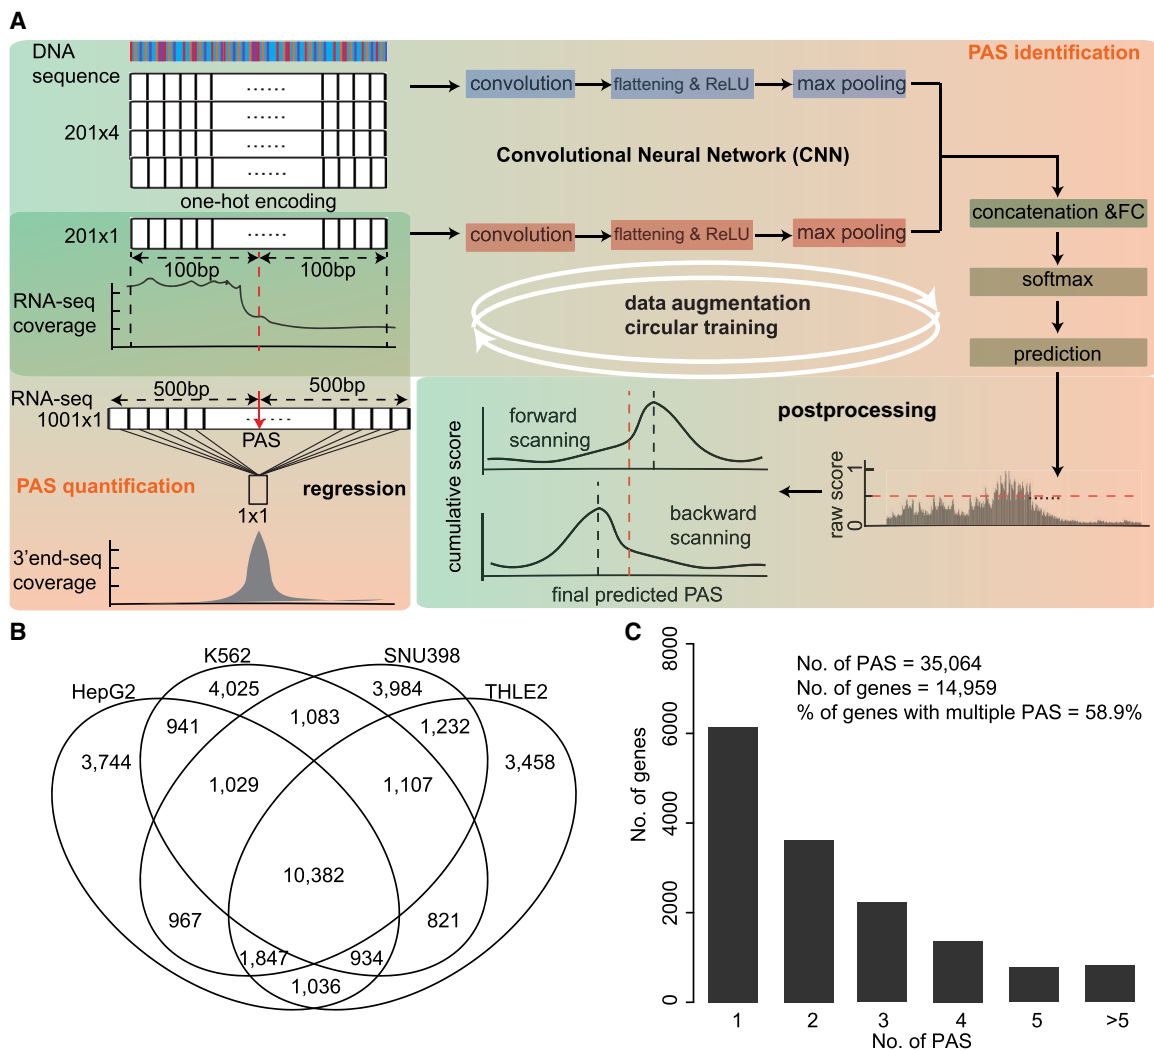 A
DNA
sequence
201x4
one-hot encoding
PAS identification
convolution
flattening & ReLU
max pooling
Convolutional Neural Network (CNN)
201x1
convolution
flattening & ReLU
max pooling
concatenation &FC
softmax
prediction
100bp
100bp
RNA-seq
coverage
data augmentation
circular training
RNA-seq
1001x1
500bp
500bp
PAS
PAS quantification
regression
1x1
3'end-seq
coverage
postprocessing
cumulative score
forward
scanning
backward
scanning
final predicted PAS
raw score
1
0
B
HepG2
K562
SNU398
THLE2
4,025
3,984
941
1,083
1,232
3,744
3,458
1,029
1,107
10,382
967
821
1,847
934
1,036
C
No. of PAS = 35,064
No. of genes = 14,959
% of genes with multiple PAS = 58.9%
No. of genes
8000
6000
4000
2000
0
1
2
3
4
5
>5
No. of PAS